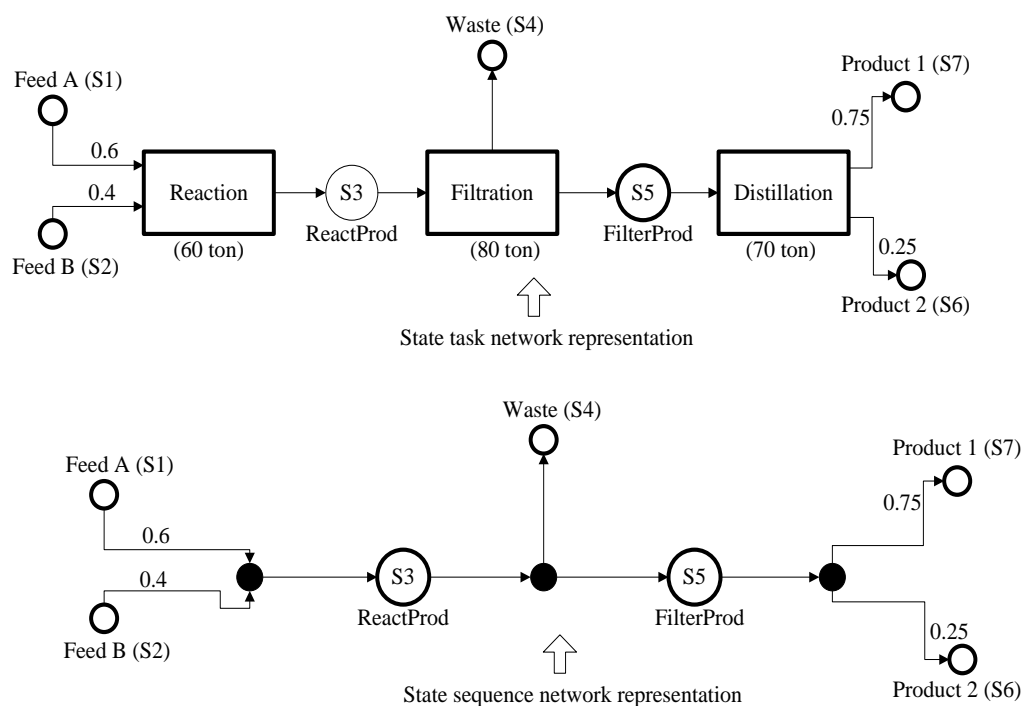 Waste (S4)
Feed A (S1)
Product 1 (S7)
0.75
0.6
0.4
Reaction
S3
Filtration
S5
Distillation
ReactProd
FilterProd
(60 ton)
(80 ton)
(70 ton)
0.25
Feed B (S2)
Product 2 (S6)
State task network representation
Waste (S4)
Feed A (S1)
Product 1 (S7)
0.75
0.6
0.4
S3
S5
ReactProd
FilterProd
0.25
Feed B (S2)
Product 2 (S6)
State sequence network representation